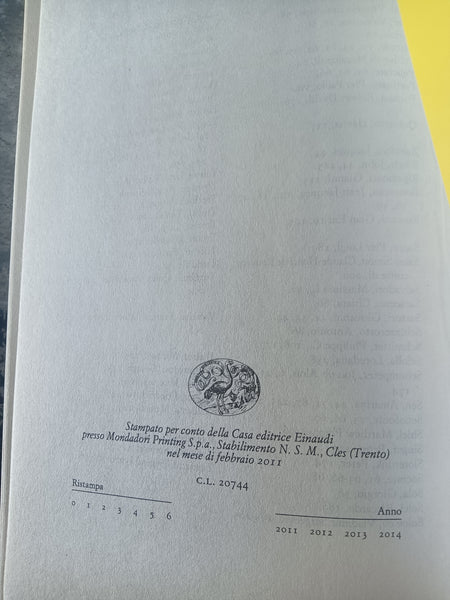 Stampato per conto della Casa editrice Einaudi
presso Mondadori Printing S.p.a., Stabilimento N. S. M., Cles (Trento)
nel mese di febbraio 2011
C.L. 20744
Ristampa
0 1 2 3 4 5 6
Anno
2011 2012 2013 2014